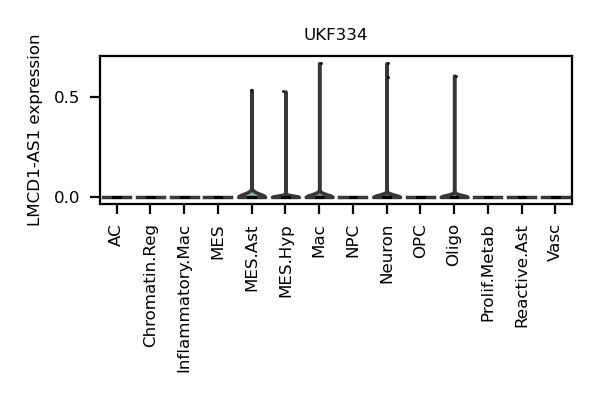 UKF334
LMCD1-AS1 expression
0.5
0.0
AC
Chromatin.Reg
Inflammatory.Mac
MES
MES.Ast
MES.Hyp
Mac
NPC
Neuron
OPC
Oligo
Prolif.Metab
Reactive.Ast
Vasc